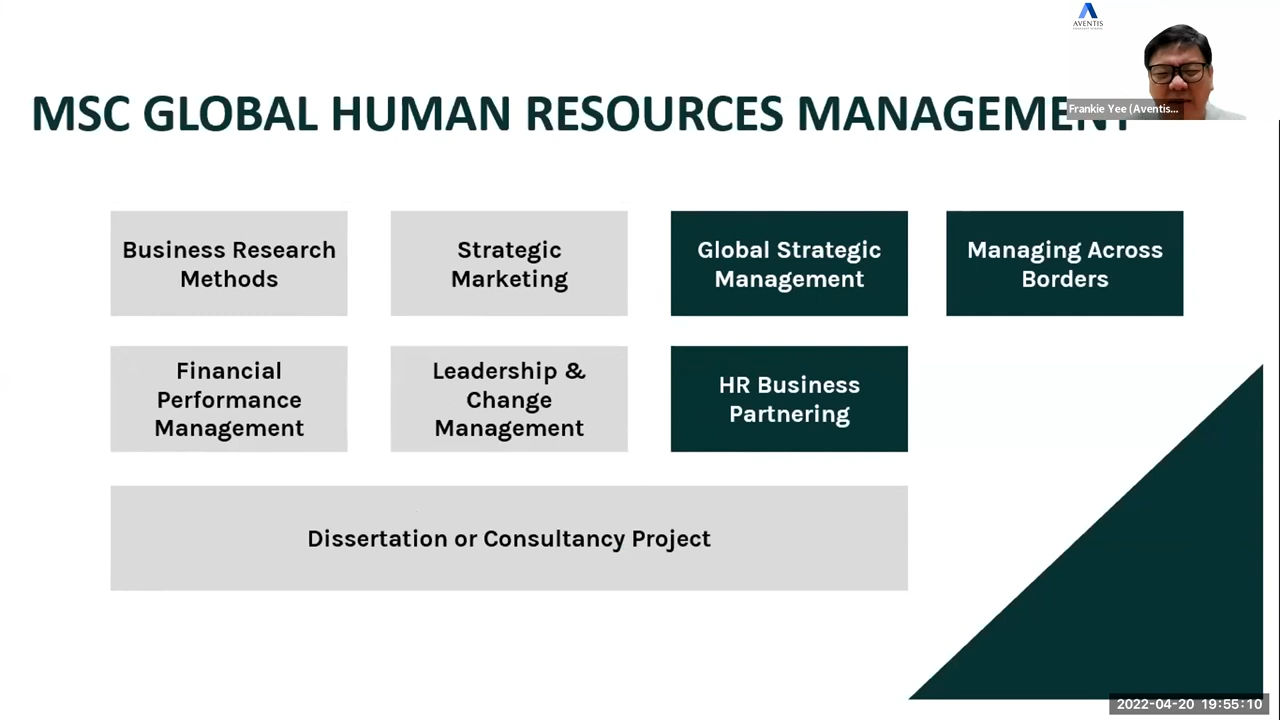 AVENTIS
MSC GLOBAL HUMAN RESOURCES MANAGEMENT
Frankie Yee (Aventis...
Business Research
Methods
Strategic
Marketing
Global Strategic
Management
Managing Across
Borders
Financial
Performance
Management
Leadership &
Change
Management
HR Business
Partnering
Dissertation or Consultancy Project
2022-04-20 19:55:10